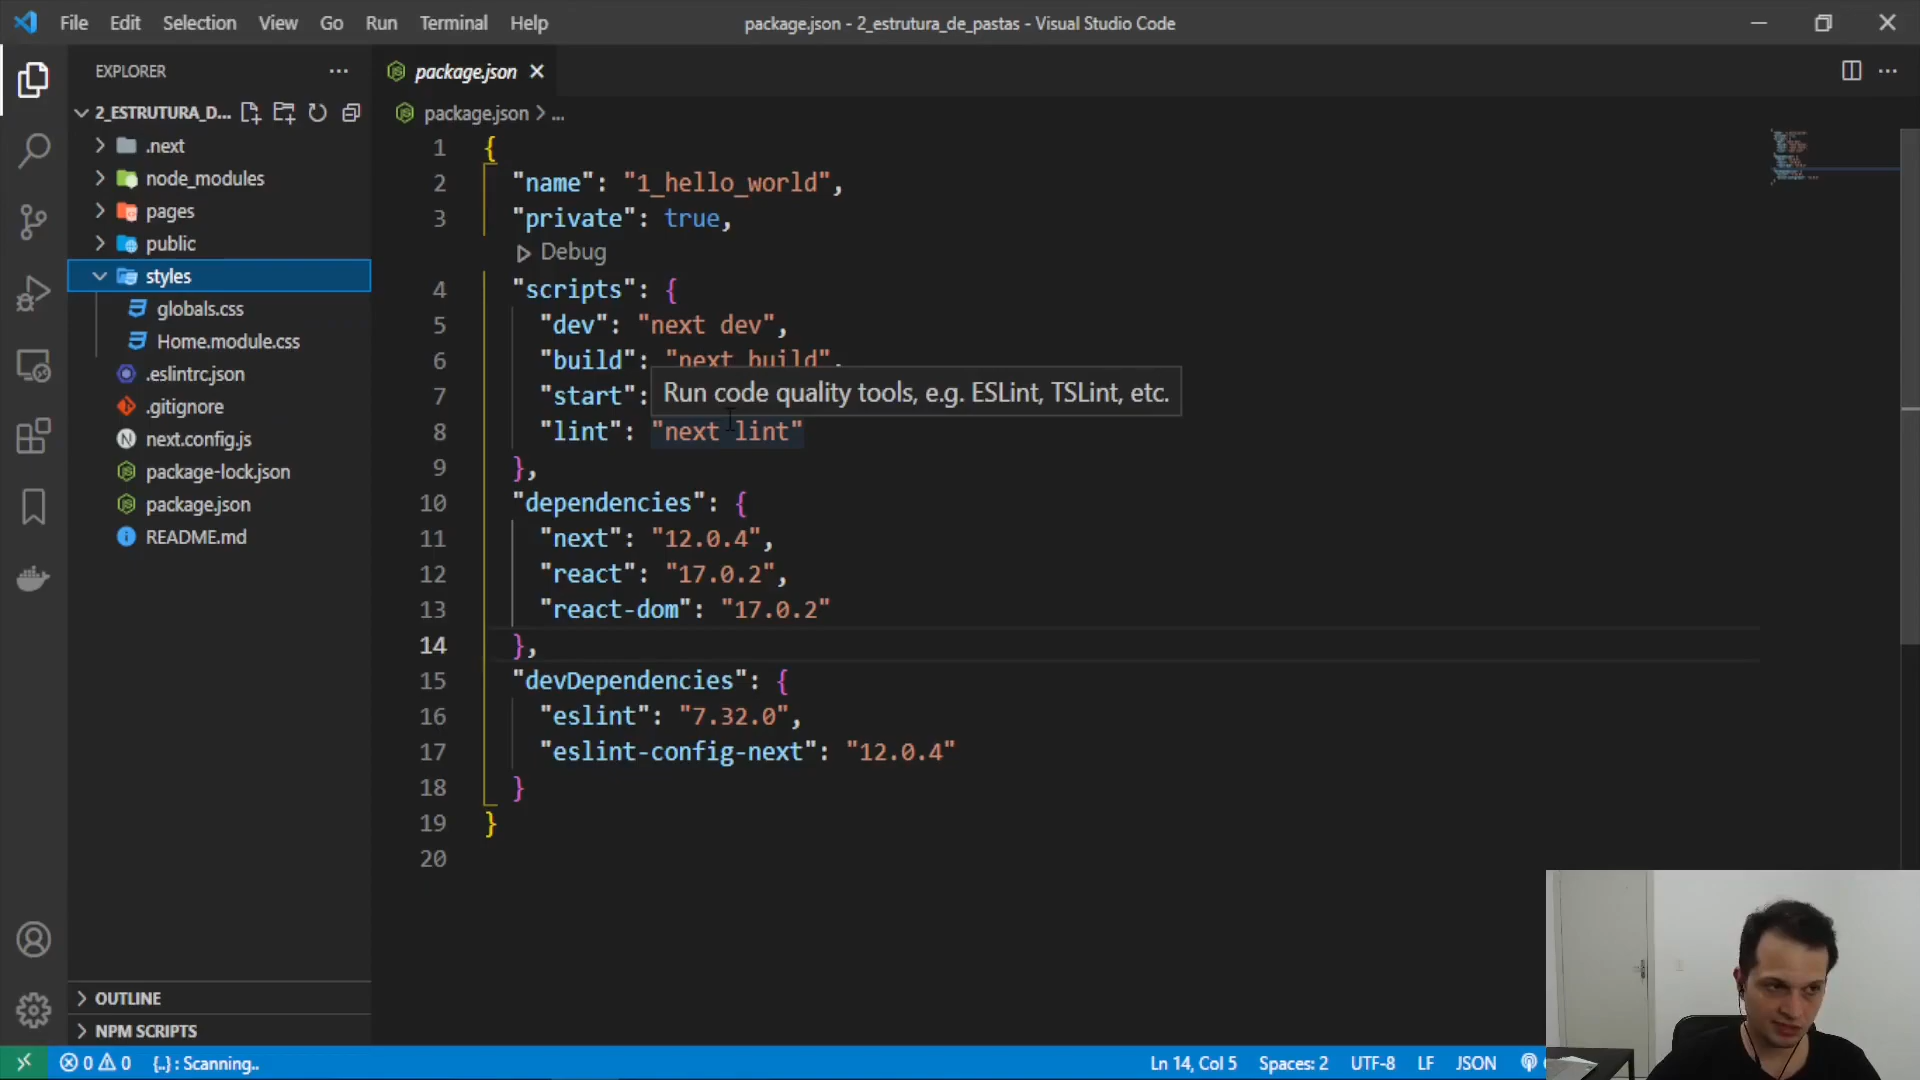 File Edit Selection View Go Run Terminal Help
package.json - 2_estrutura_de_pastas - Visual Studio Code
EXPLORER
2_ESTRUTURA_D...
.next
node_modules
pages
public
styles
globals.css
Home.module.css
.eslintrc.json
.gitignore
next.config.js
package-lock.json
package.json
README.md
OUTLINE
NPM SCRIPTS
package.json
package.json > ...
1 {
2 "name": "1_hello_world",
3 "private": true,
Debug
4 "scripts": {
5 "dev": "next dev",
6 "build": "next build",
7 "start":
Run code quality tools, e.g. ESLint, TSLint, etc.
8 "lint": "next lint"
9 },
10 "dependencies": {
11 "next": "12.0.4",
12 "react": "17.0.2",
13 "react-dom": "17.0.2"
14 },
15 "devDependencies": {
16 "eslint": "7.32.0",
17 "eslint-config-next": "12.0.4"
18 }
19 }
20
0 0 {..} : Scanning..
Ln 14, Col 5 Spaces: 2 UTF-8 LF JSON